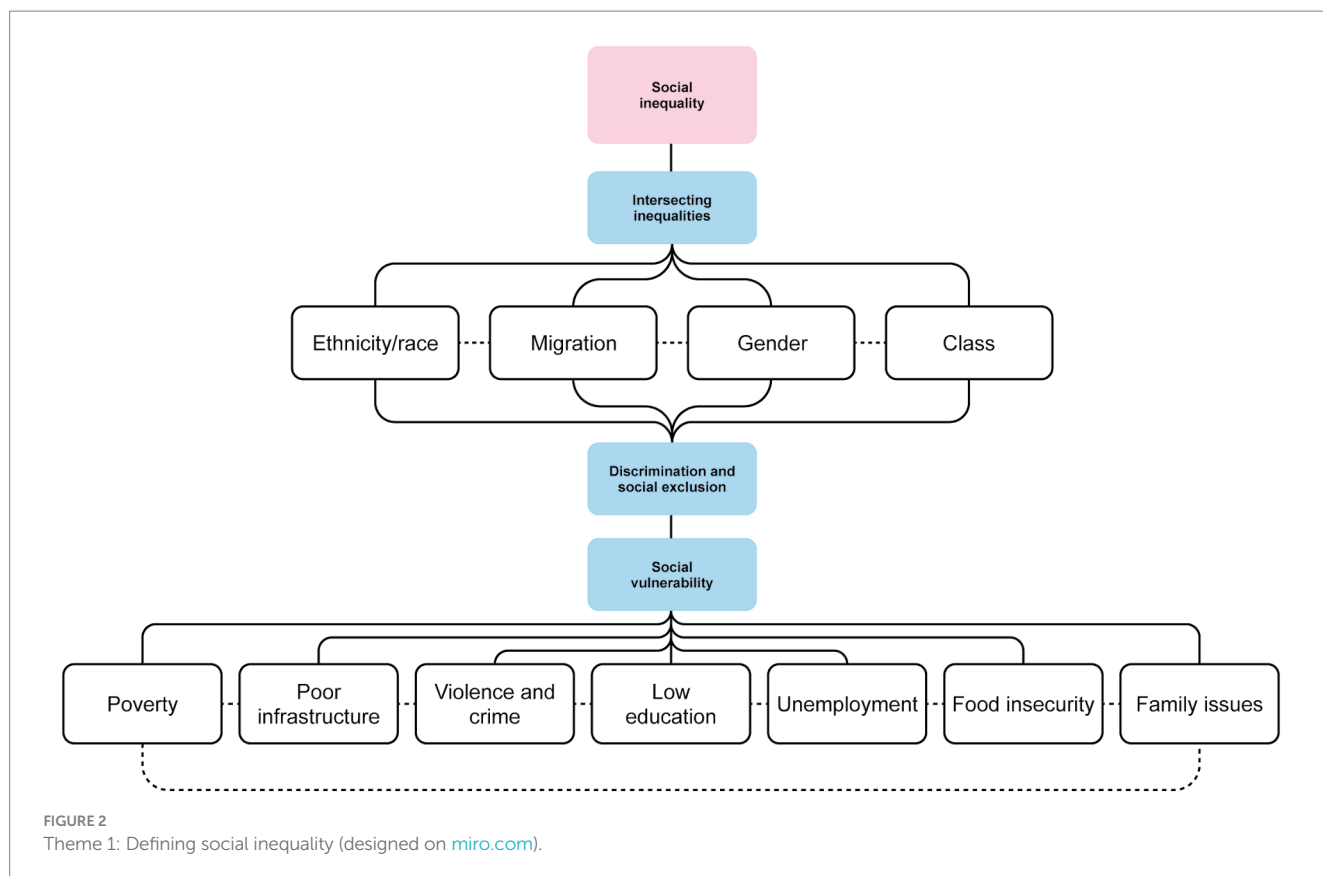 Social
inequality
Intersecting
inequalities
Ethnicity/race
Migration
Gender
Class
Discrimination and
social exclusion
Social
vulnerability
Poverty
Poor
infrastructure
Violence and
crime
Low
education
Unemployment
Food insecurity
Family issues
FIGURE 2
Theme 1: Defining social inequality (designed on miro.com).